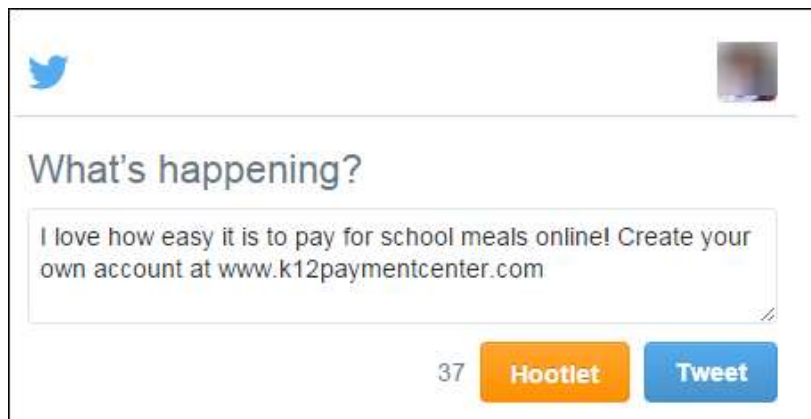 What's happening?
I love how easy it is to pay for school meals online! Create your
own account at www.k12paymentcenter.com
37 Hootlet Tweet